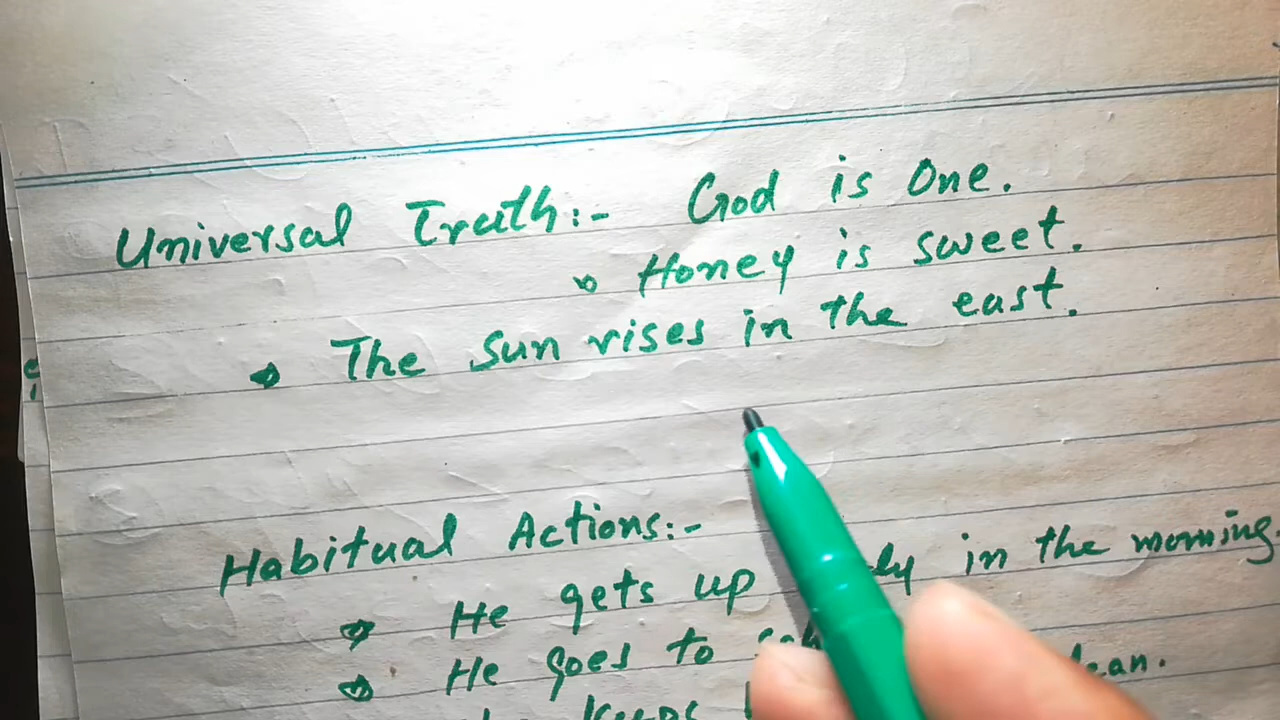 Universal Truth:- God is One.
Honey is sweet.
The Sun rises in the east.
Habitual Actions:-
He gets up in the morning.
He goes to
keeps